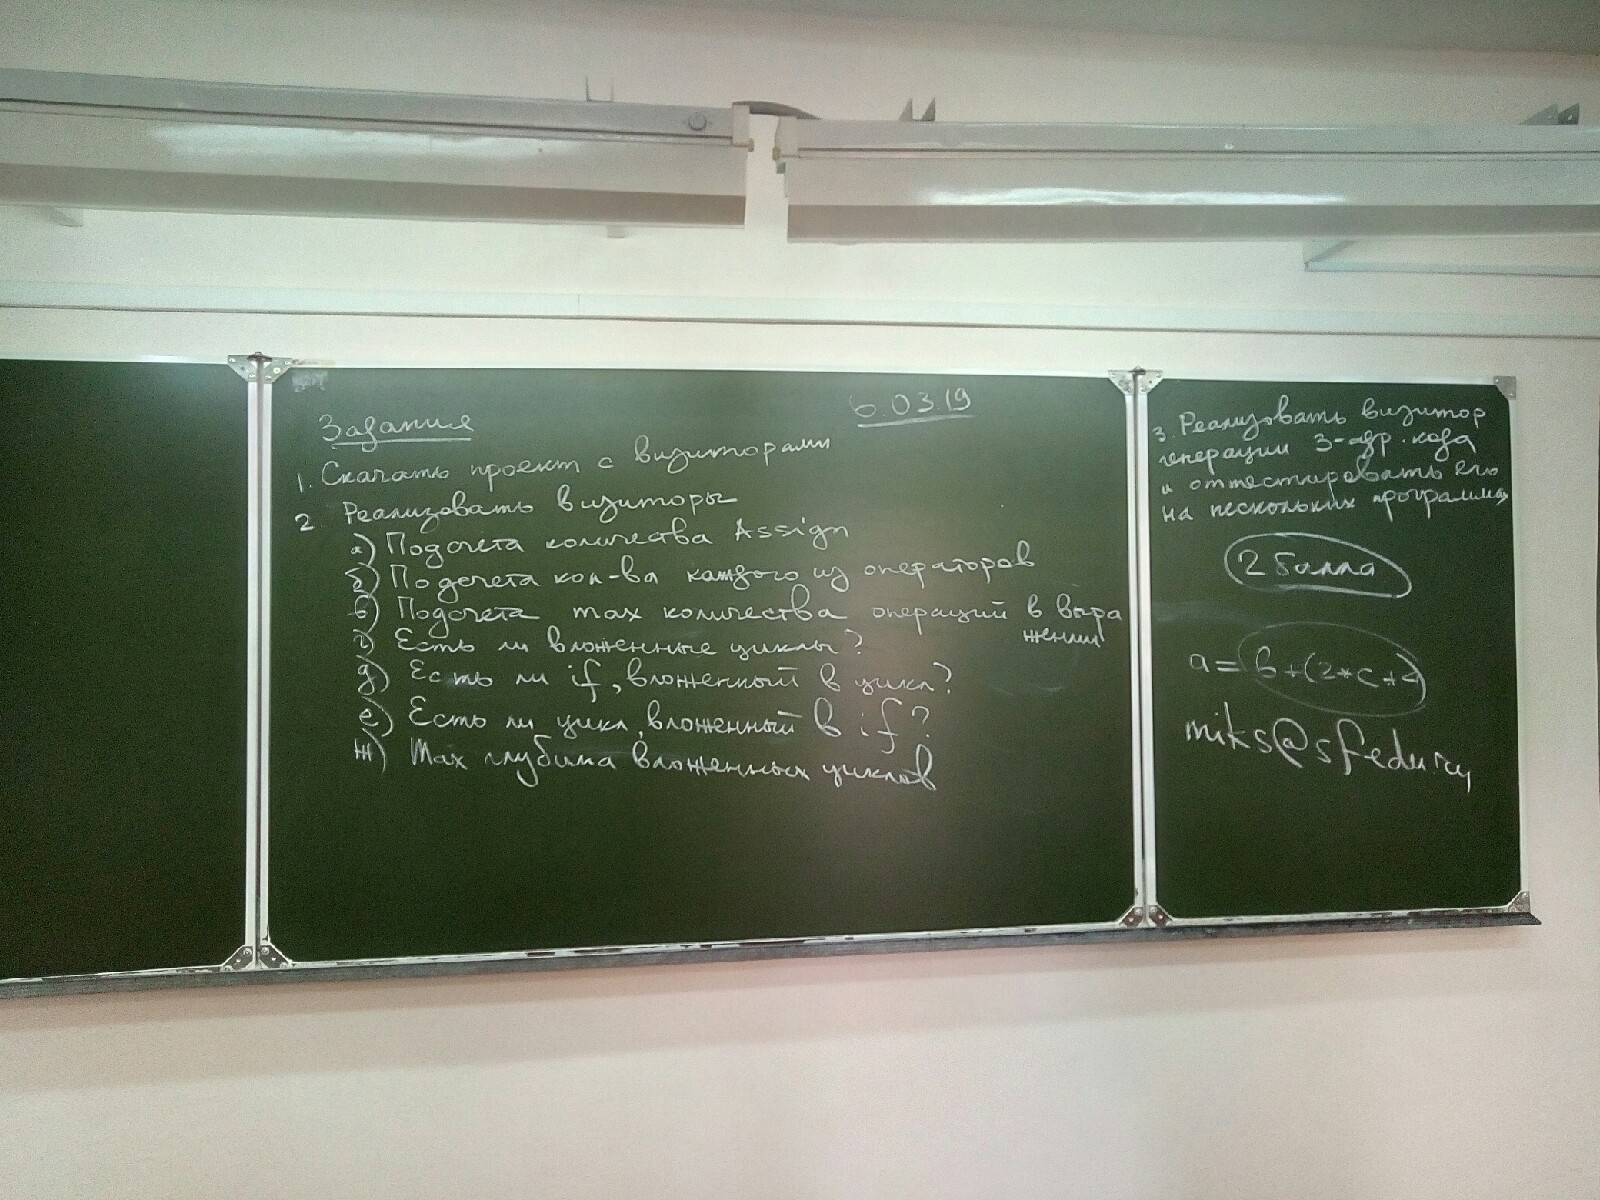 6.03.19
Задания
1. Скачать проект с визиторами
2 Реализовать визиторы
а) Подсчета количества Assign
б) Подсчета кол-ва каждого из операторов
в) Подсчета max количества операций в выра
жении
г) Есть ли вложенные циклы?
д) Есть ли if, вложенный в цикл?
е) Есть ли цикл, вложенный в if?
ж) Max глубина вложенных циклов
3. Реализовать визитор
генерации 3-адр. кода
и оттестировать его
на нескольких программах
2 балла
a = b+(2*c+
miks@sfedu.ru